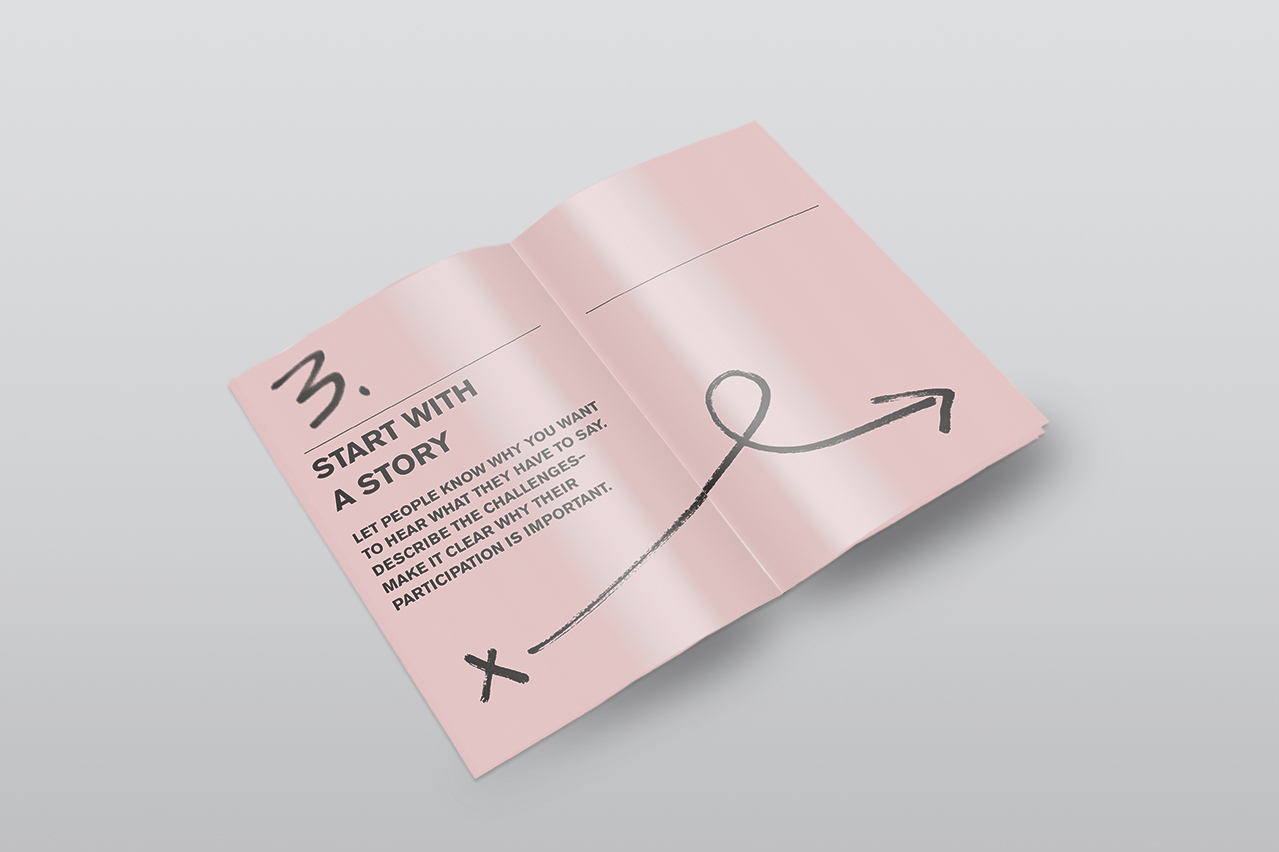 3.
START WITH
A STORY
LET PEOPLE KNOW WHY YOU WANT
TO HEAR WHAT THEY HAVE TO SAY.
DESCRIBE THE CHALLENGES–
MAKE IT CLEAR WHY THEIR
PARTICIPATION IS IMPORTANT.
X